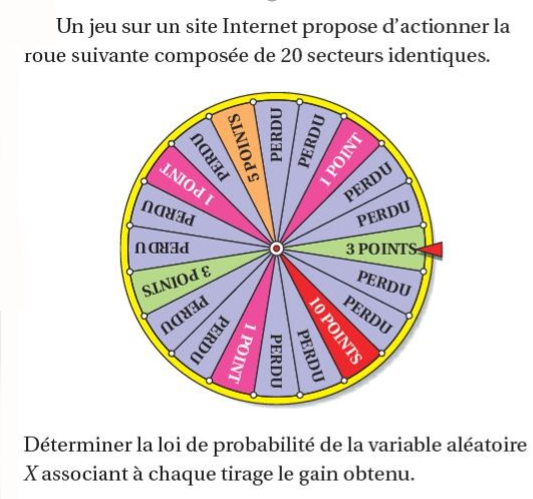 Un jeu sur un site Internet propose d'actionner la
roue suivante composée de 20 secteurs identiques.
PERDU
PERDU
1 POINT
PERDU
PERDU
3 POINTS
PERDU
PERDU
10 POINTS
PERDU
PERDU
1 POINT
PERDU
PERDU
3 POINTS
PERDU
PERDU
1 POINT
PERDU
5 POINTS
Déterminer la loi de probabilité de la variable aléatoire
X associant à chaque tirage le gain obtenu.